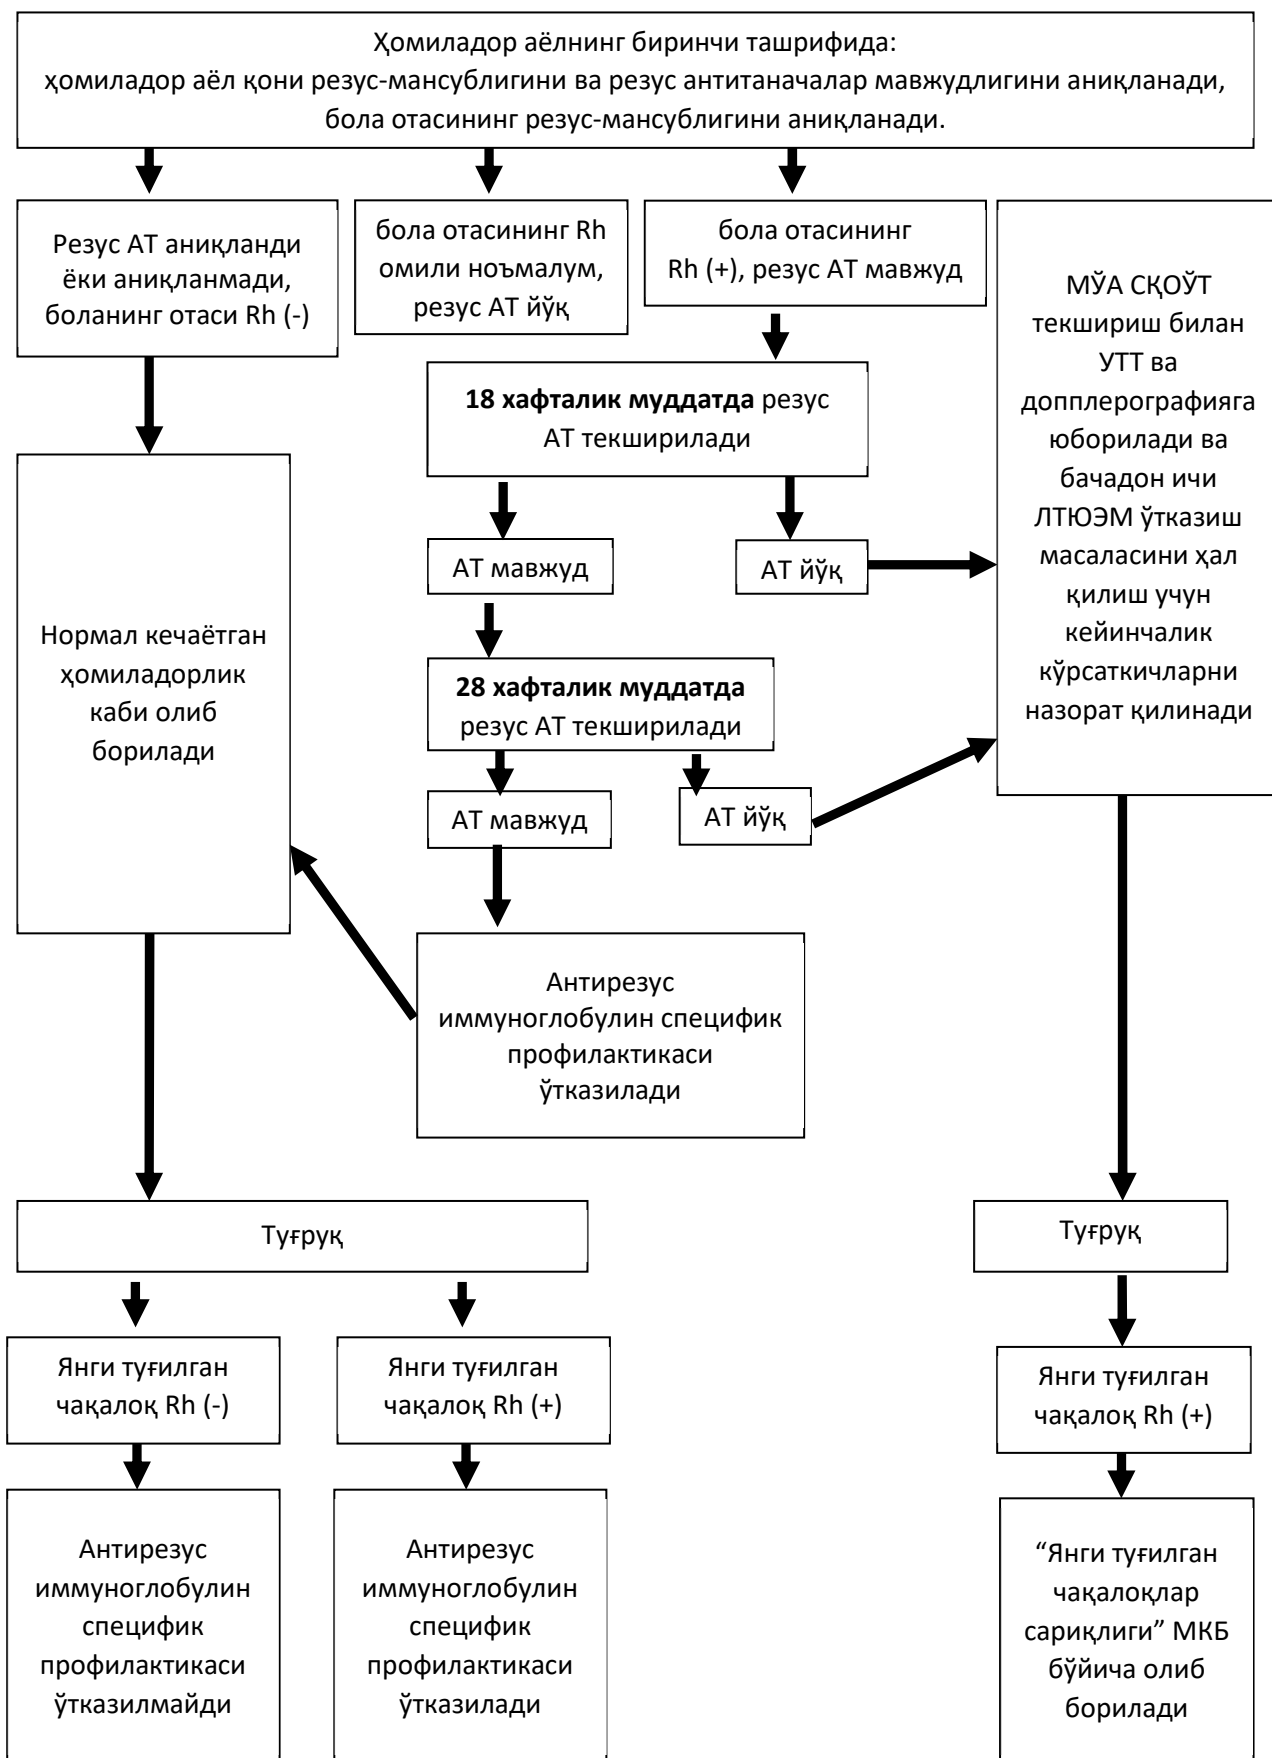 Ҳомиладор аёлнинг биринчи ташрифида:
ҳомиладор аёл қони резус-мансублигини ва резус антитаначалар мавжудлигини аниқланади,
бола отасининг резус-мансублигини аниқланади.
Резус АТ аниқланди
ёки аниқланмади,
боланинг отаси Rh (-)
бола отасининг Rh
омили ноъмалум,
резус АТ йўқ
бола отасининг
Rh (+), резус АТ мавжуд
МЎА СҚОЎТ
текшириш билан
УТТ ва
допплерографияга
юборилади ва
бачадон ичи
ЛТЮЭМ ўтказиш
масаласини ҳал
қилиш учун
кейинчалик
кўрсаткичларни
назорат қилинади
18 хафталик муддатда резус
АТ текширилади
АТ мавжуд
АТ йўқ
Нормал кечаётган
ҳомиладорлик
каби олиб
борилади
28 хафталик муддатда
резус АТ текширилади
АТ мавжуд
АТ йўқ
Антирезус
иммуноглобулин специфик
профилактикаси
ўтказилади
Туғруқ
Туғруқ
Янги туғилган
чақалоқ Rh (-)
Янги туғилган
чақалоқ Rh (+)
Янги туғилган
чақалоқ Rh (+)
Антирезус
иммуноглобулин
специфик
профилактикаси
ўтказилмайди
Антирезус
иммуноглобулин
специфик
профилактикаси
ўтказилади
“Янги туғилган
чақалоқлар
сариқлиги” МКБ
бўйича олиб
борилади